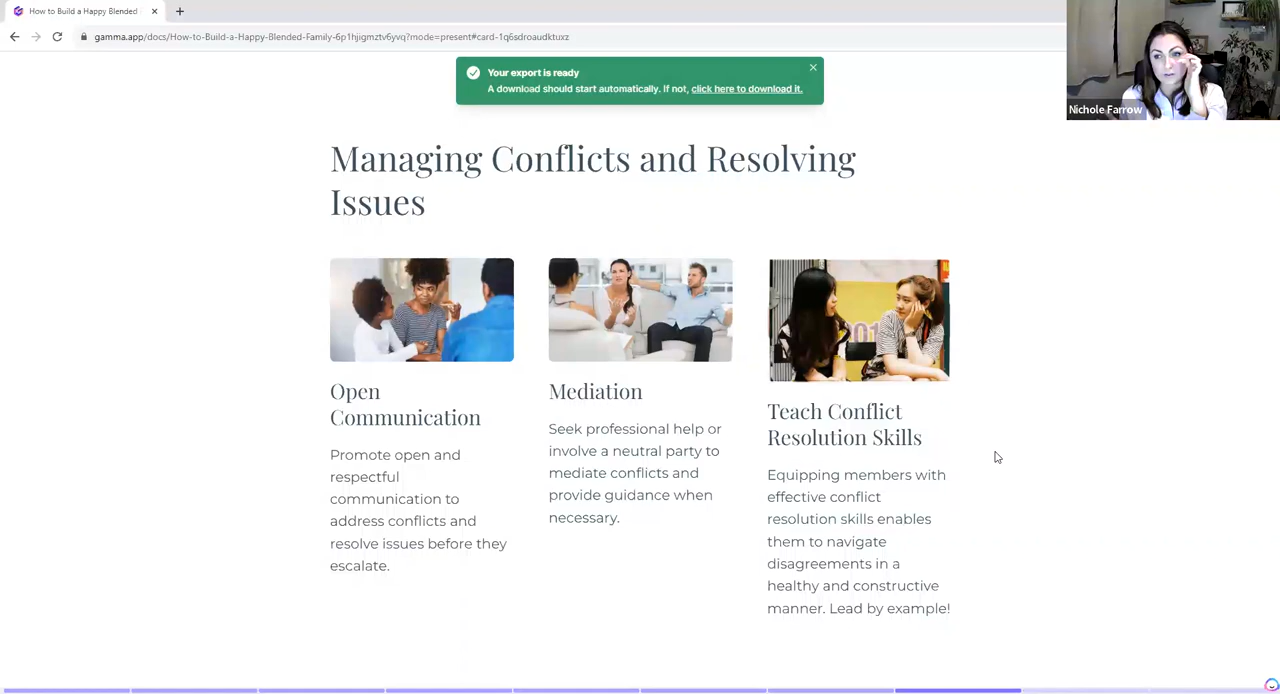 How to Build a Happy Blended
gamma.app/docs/How-to-Build-a-Happy-Blended-Family-6p1hjigmztv6yvq?mode=present#card-1q6sdroaudktuxz
Your export is ready
A download should start automatically. If not, click here to download it.
Nichole Farrow
Managing Conflicts and Resolving
Issues
Open
Communication
Promote open and
respectful
communication to
address conflicts and
resolve issues before they
escalate.
Mediation
Seek professional help or
involve a neutral party to
mediate conflicts and
provide guidance when
necessary.
Teach Conflict
Resolution Skills
Equipping members with
effective conflict
resolution skills enables
them to navigate
disagreements in a
healthy and constructive
manner. Lead by example!